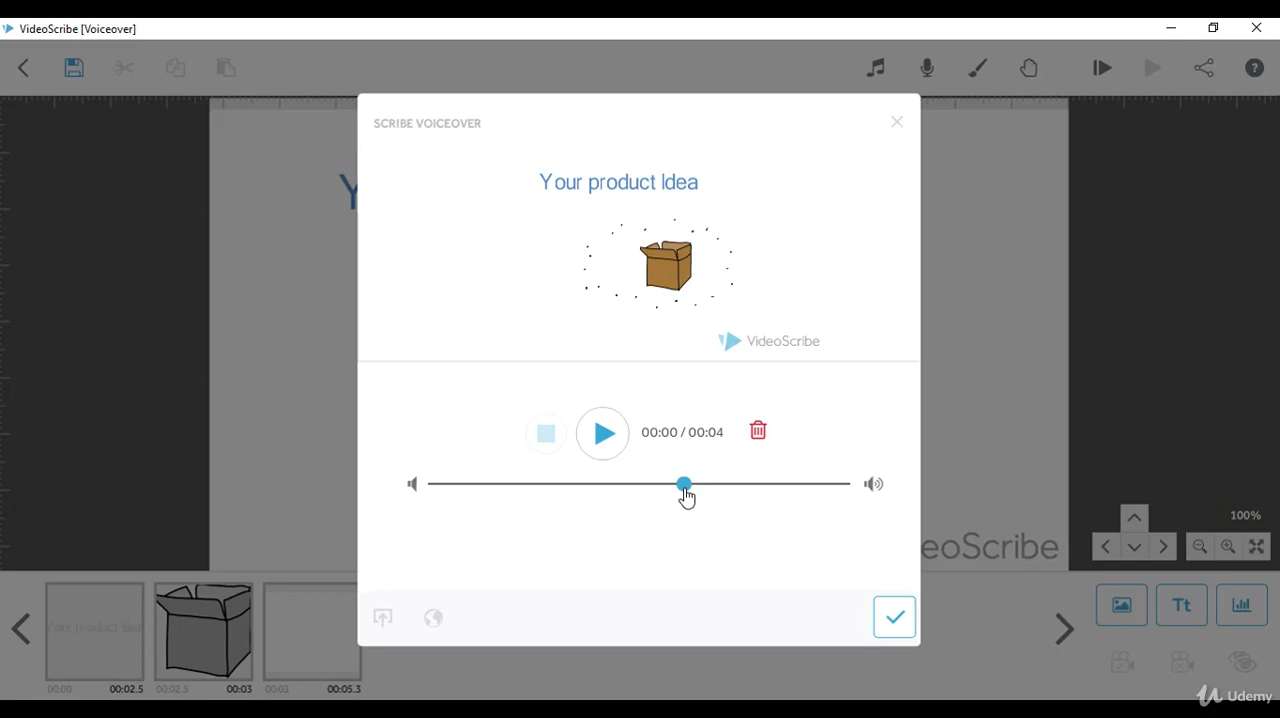 VideoScribe [Voiceover]
SCRIBE VOICEOVER
Your product Idea
VideoScribe
00:00 / 00:04
100%
eoScribe
Tt
00:00 00:02.5
00:02.5 00:03
00:03 00:05.3
Udemy